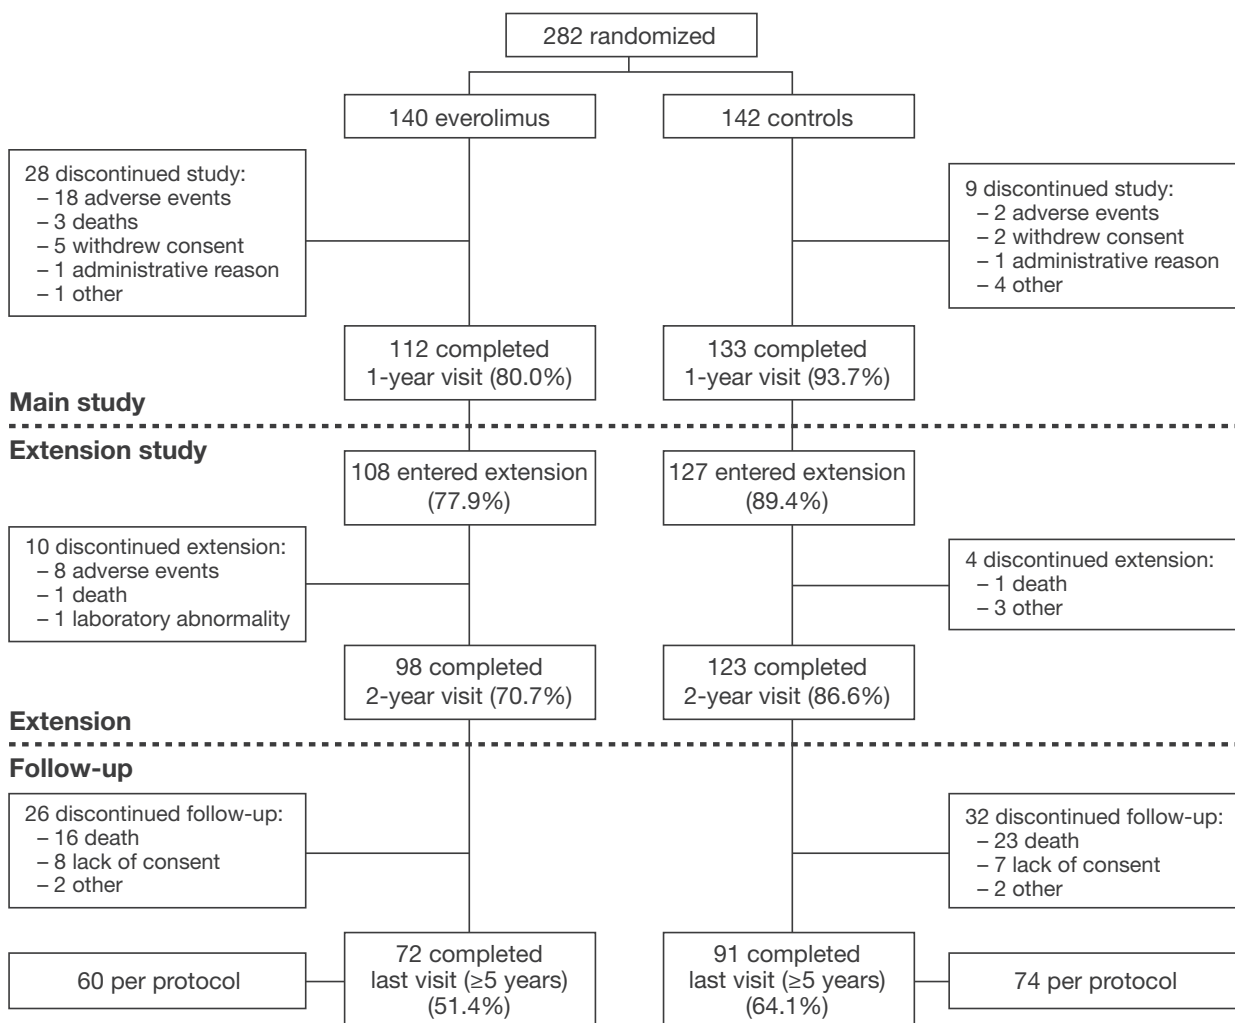 282 randomized
140 everolimus
142 controls
28 discontinued study:
– 18 adverse events
– 3 deaths
– 5 withdrew consent
– 1 administrative reason
– 1 other
9 discontinued study:
– 2 adverse events
– 2 withdrew consent
– 1 administrative reason
– 4 other
112 completed
1-year visit (80.0%)
133 completed
1-year visit (93.7%)
Main study
Extension study
108 entered extension
(77.9%)
127 entered extension
(89.4%)
10 discontinued extension:
– 8 adverse events
– 1 death
– 1 laboratory abnormality
4 discontinued extension:
– 1 death
– 3 other
98 completed
2-year visit (70.7%)
123 completed
2-year visit (86.6%)
Extension
Follow-up
26 discontinued follow-up:
– 16 death
– 8 lack of consent
– 2 other
32 discontinued follow-up:
– 23 death
– 7 lack of consent
– 2 other
60 per protocol
72 completed
last visit (≥5 years)
(51.4%)
91 completed
last visit (≥5 years)
(64.1%)
74 per protocol